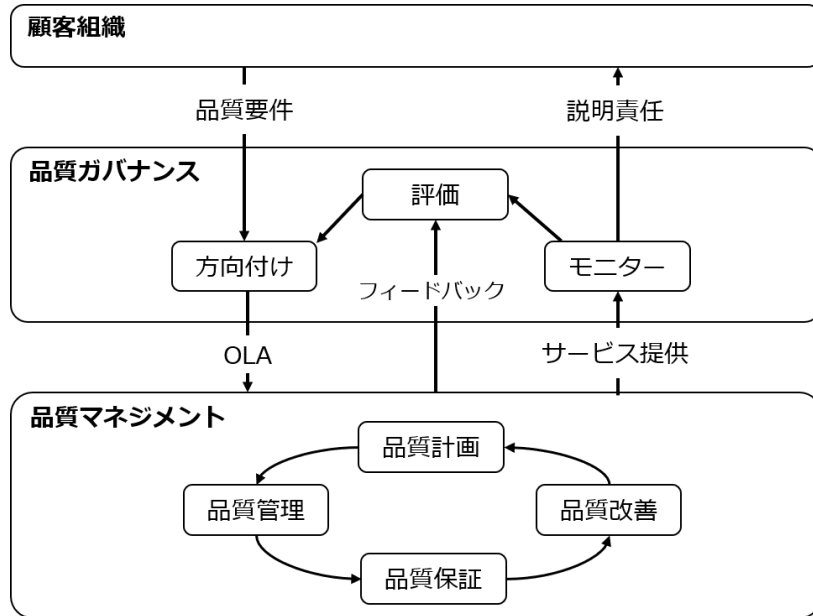 顧客組織
品質要件
説明責任
品質ガバナンス
評価
方向付け
モニター
フィードバック
OLA
サービス提供
品質マネジメント
品質計画
品質管理
品質改善
品質保証